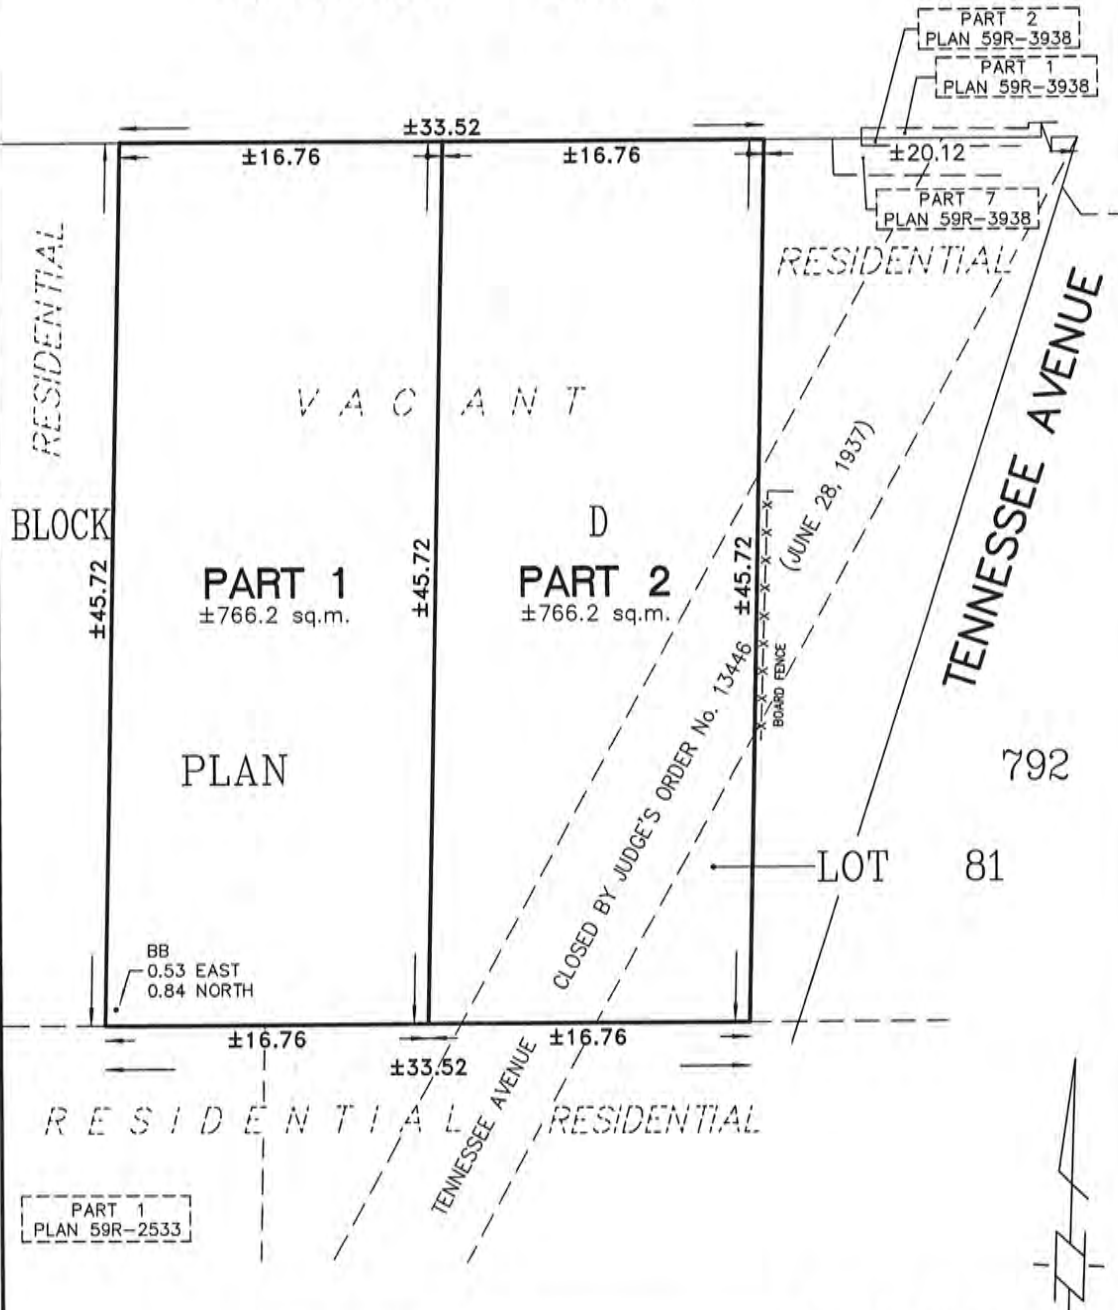 PART 2
PLAN 59R-3938
PART 1
PLAN 59R-3938
±33.52
±16.76
±16.76
±20.12
PART 7
PLAN 59R-3938
RESIDENTIAL
RESIDENTIAL
TENNESSEE AVENUE
VACANT
(JUNE 28, 1937)
BLOCK
D
±45.72
PART 1
±766.2 sq.m.
±45.72
PART 2
±766.2 sq.m.
±45.72
BOARD FENCE
CLOSED BY JUDGE'S ORDER No. 13446
PLAN
792
LOT 81
BB
0.53 EAST
0.84 NORTH
±16.76
±16.76
±33.52
TENNESSEE AVENUE
RESIDENTIAL
RESIDENTIAL
PART 1
PLAN 59R-2533